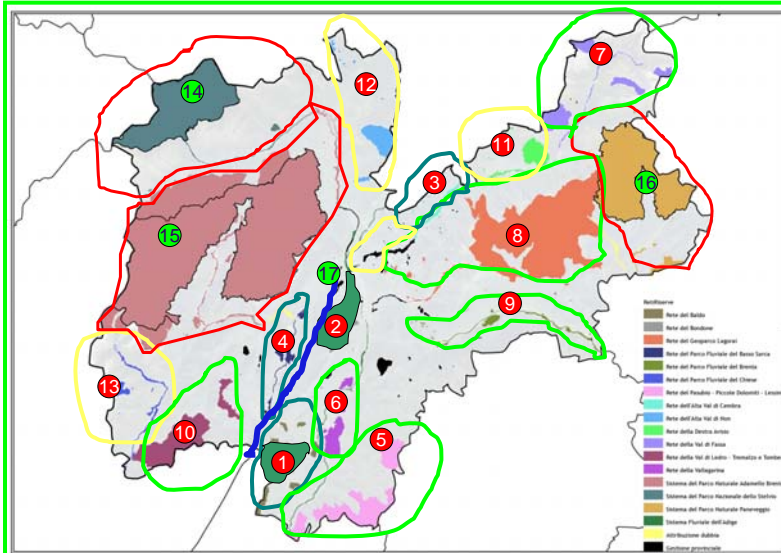 12
7
14
11
3
16
15
8
17
9
2
4
13
6
10
5
1
RetiRiserve
Rete del Baldo
Rete del Bondone
Rete del Geoparco Lagorai
Rete del Parco Fluviale del Basso Sarca
Rete del Parco Fluviale del Brenta
Rete del Parco Fluviale del Chiese
Rete del Pasubio - Piccole Dolomiti - Lessini
Rete dell'Alta Val di Cembra
Rete dell'Alta Val di Non
Rete della Destra Avisio
Rete della Val di Fassa
Rete della Val di Ledro - Tremalzo e Tombea
Rete della Vallagarina
Sistema del Parco Naturale Adamello Brenta
Sistema del Parco Nazionale dello Stelvio
Sistema del Parco Naturale Paneveggio
Sistema Fluviale dell'Adige
Attribuzione dubbia
Gestione provinciale